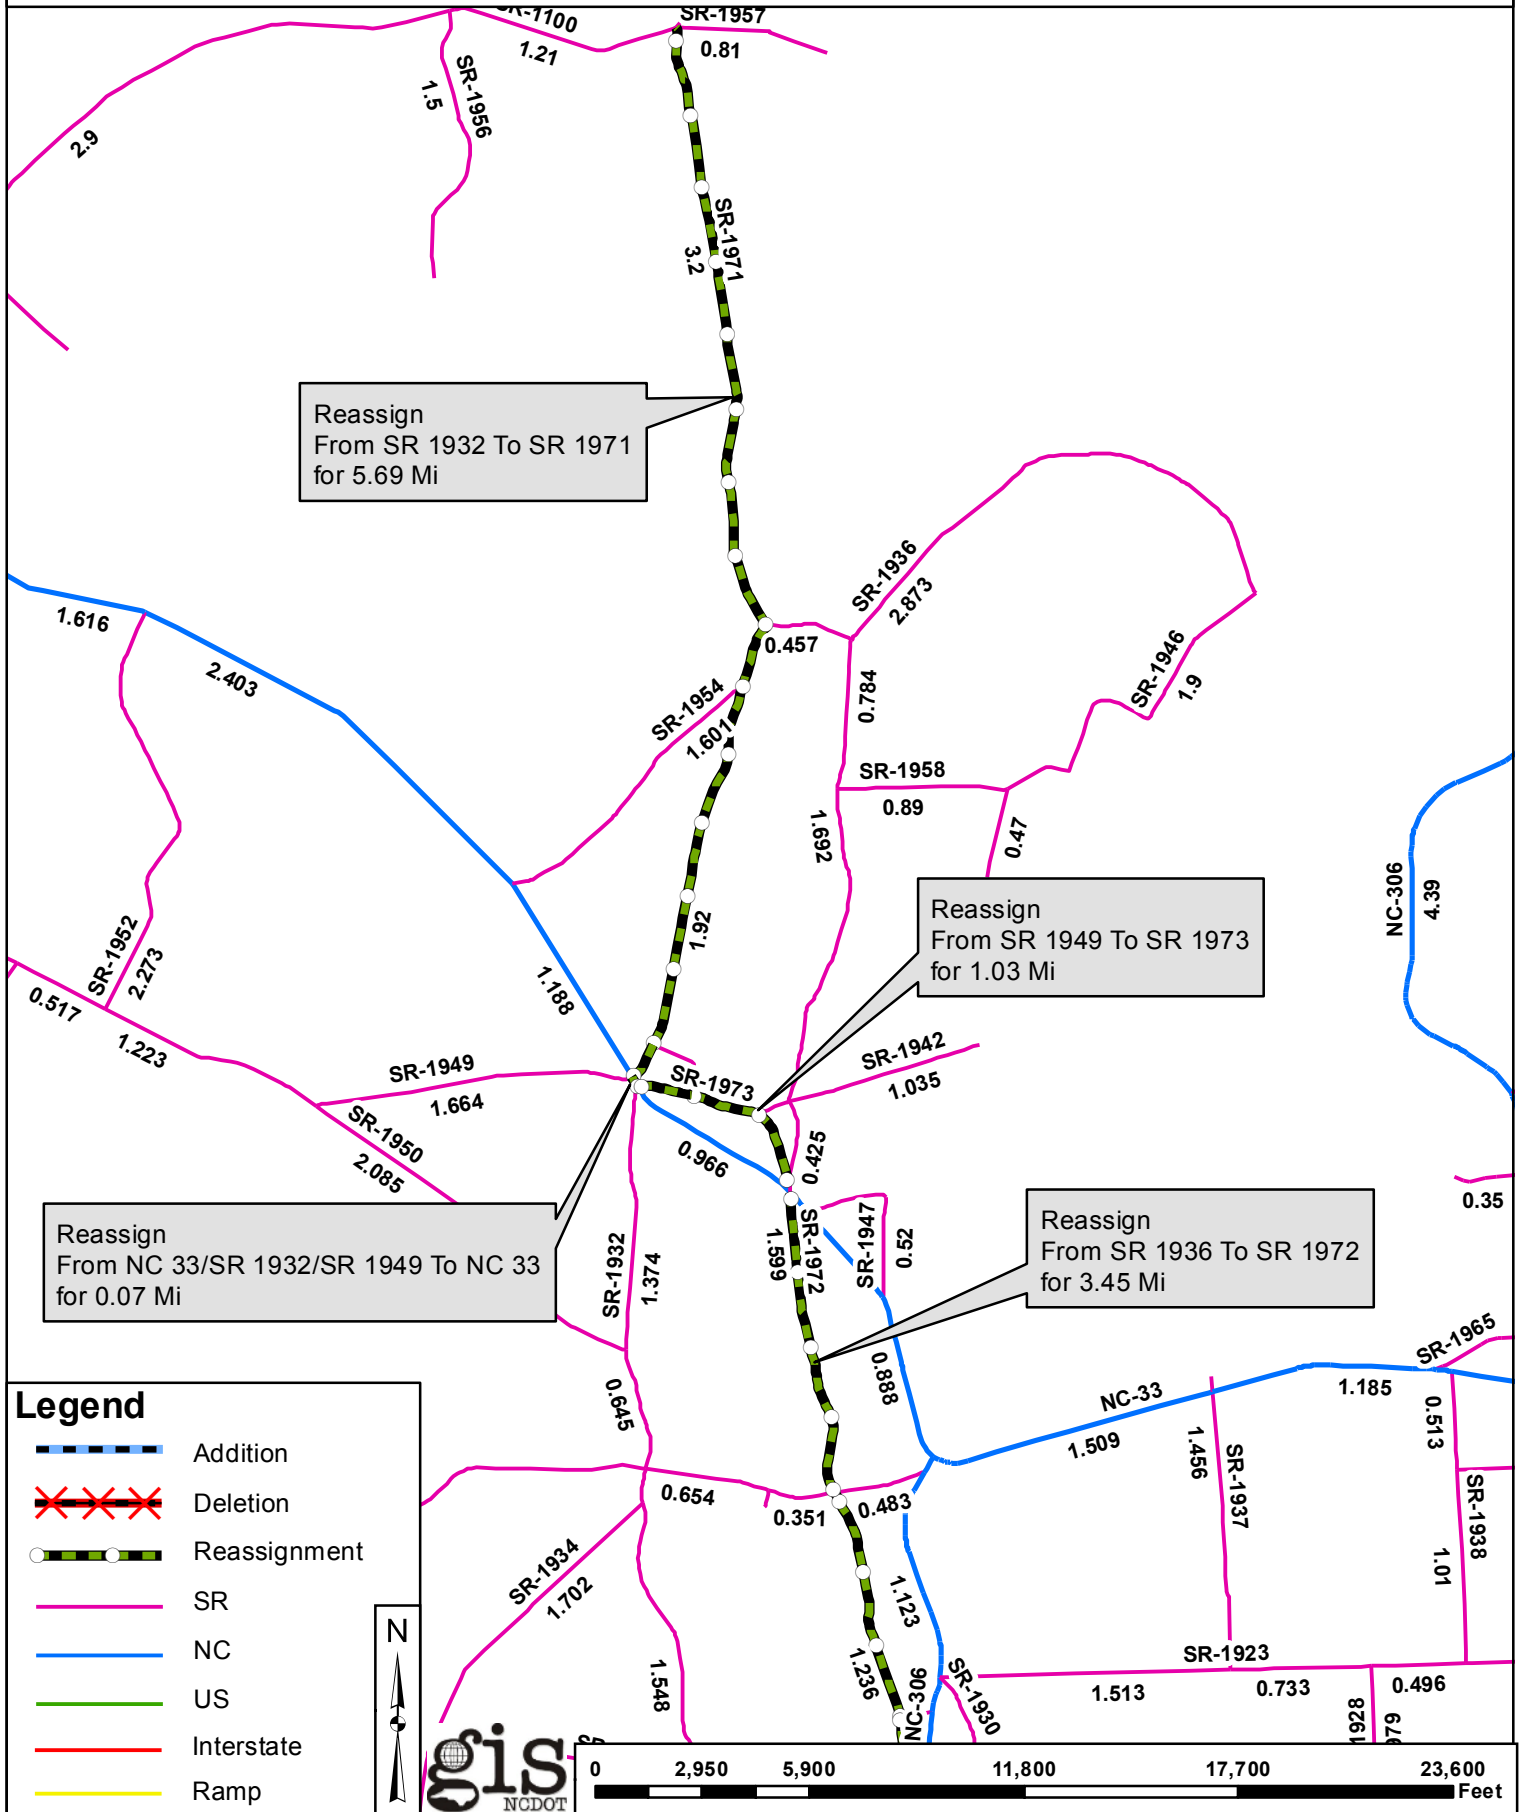 SR-1100
1.21
SR-1957
0.81
SR-1956
1.5
2.9
SR-1971
3.2
Reassign
From SR 1932 To SR 1971
for 5.69 Mi
SR-1936
2.873
1.616
2.403
0.457
0.784
SR-1946
1.9
SR-1954
1.601
SR-1958
0.89
1.692
0.47
NC-306
4.39
Reassign
From SR 1949 To SR 1973
for 1.03 Mi
1.92
SR-1952
2.273
0.517
1.223
1.188
SR-1949
1.664
SR-1973
SR-1942
1.035
SR-1950
2.085
0.966
0.425
0.35
Reassign
From NC 33/SR 1932/SR 1949 To NC 33
for 0.07 Mi
SR-1932
1.374
SR-1972
1.599
SR-1947
0.52
Reassign
From SR 1936 To SR 1972
for 3.45 Mi
SR-1965
0.888
NC-33
1.509
1.185
0.513
0.645
1.456
SR-1937
0.654
0.351
0.483
SR-1938
1.01
SR-1934
1.702
1.123
1.548
1.236
NC-306
SR-1930
SR-1923
1.513
0.733
0.496
1928
679
Legend
Addition
Deletion
Reassignment
SR
NC
US
Interstate
Ramp
N
gis
NCDOT
0 2,950 5,900 11,800 17,700 23,600
Feet